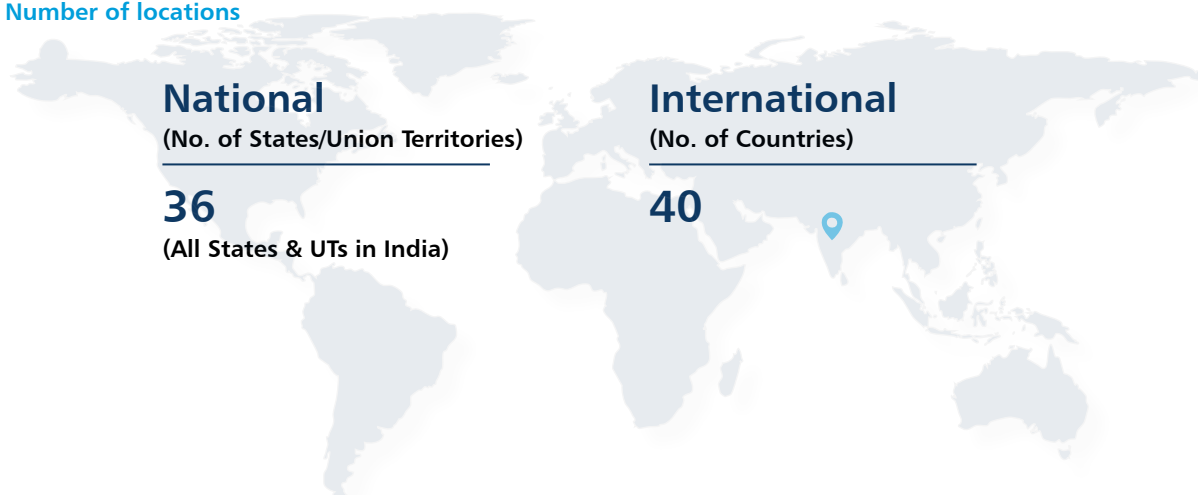 Number of locations
National
(No. of States/Union Territories)
36
(All States & UTs in India)
International
(No. of Countries)
40